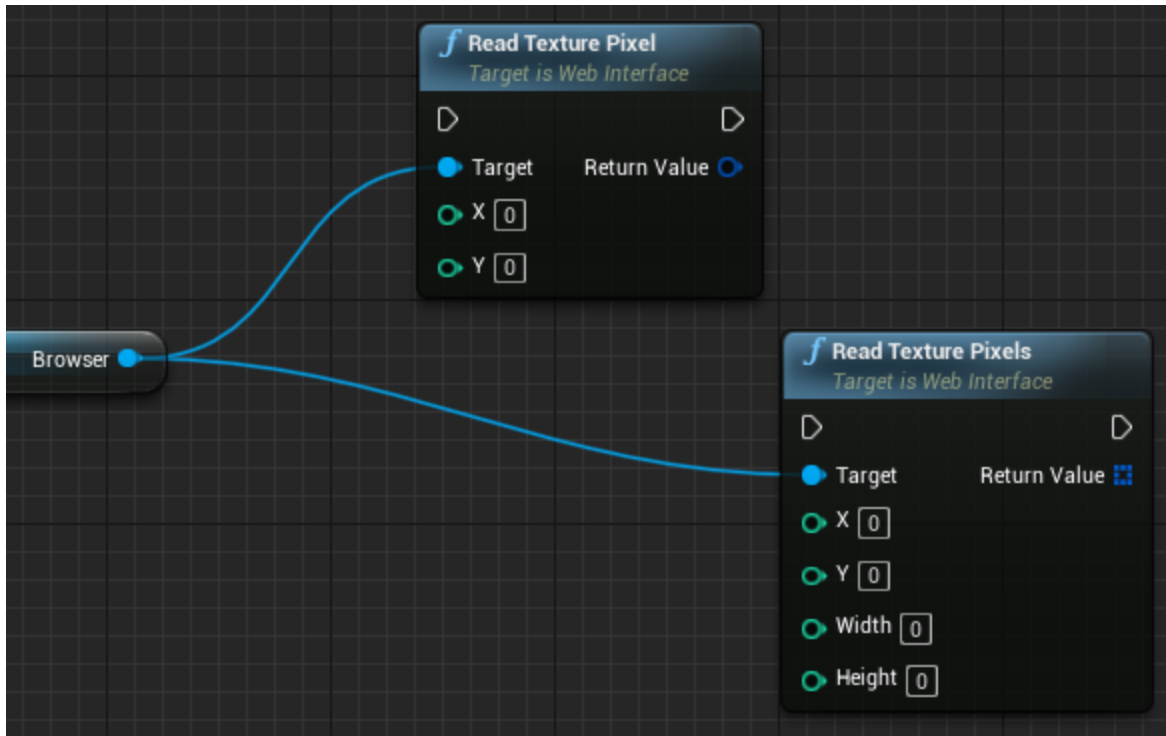 Read Texture Pixel
Target is Web Interface
Target Return Value
X 0
Y 0
Browser
Read Texture Pixels
Target is Web Interface
Target Return Value
X 0
Y 0
Width 0
Height 0